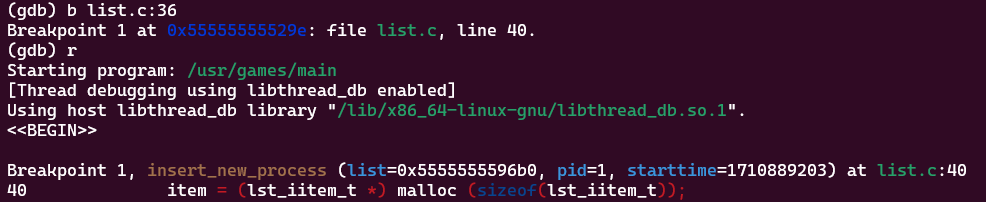 (gdb) b list.c:36
Breakpoint 1 at 0x55555555529e: file list.c, line 40.
(gdb) r
Starting program: /usr/games/main
[Thread debugging using libthread_db enabled]
Using host libthread_db library "/lib/x86_64-linux-gnu/libthread_db.so.1".
<<BEGIN>>
Breakpoint 1, insert_new_process (list=0x5555555596b0, pid=1, starttime=1710889203) at list.c:40
40 item = (lst_iitem_t *) malloc (sizeof(lst_iitem_t));